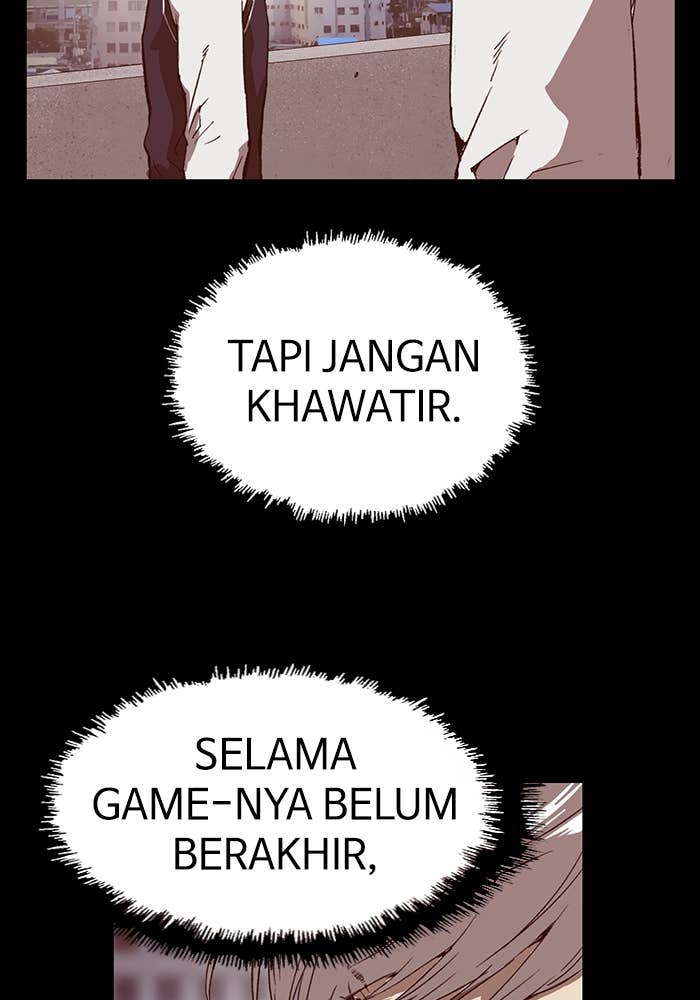 TAPI JANGAN
KHAWATIR.
SELAMA
GAME-NYA BELUM
BERAKHIR,